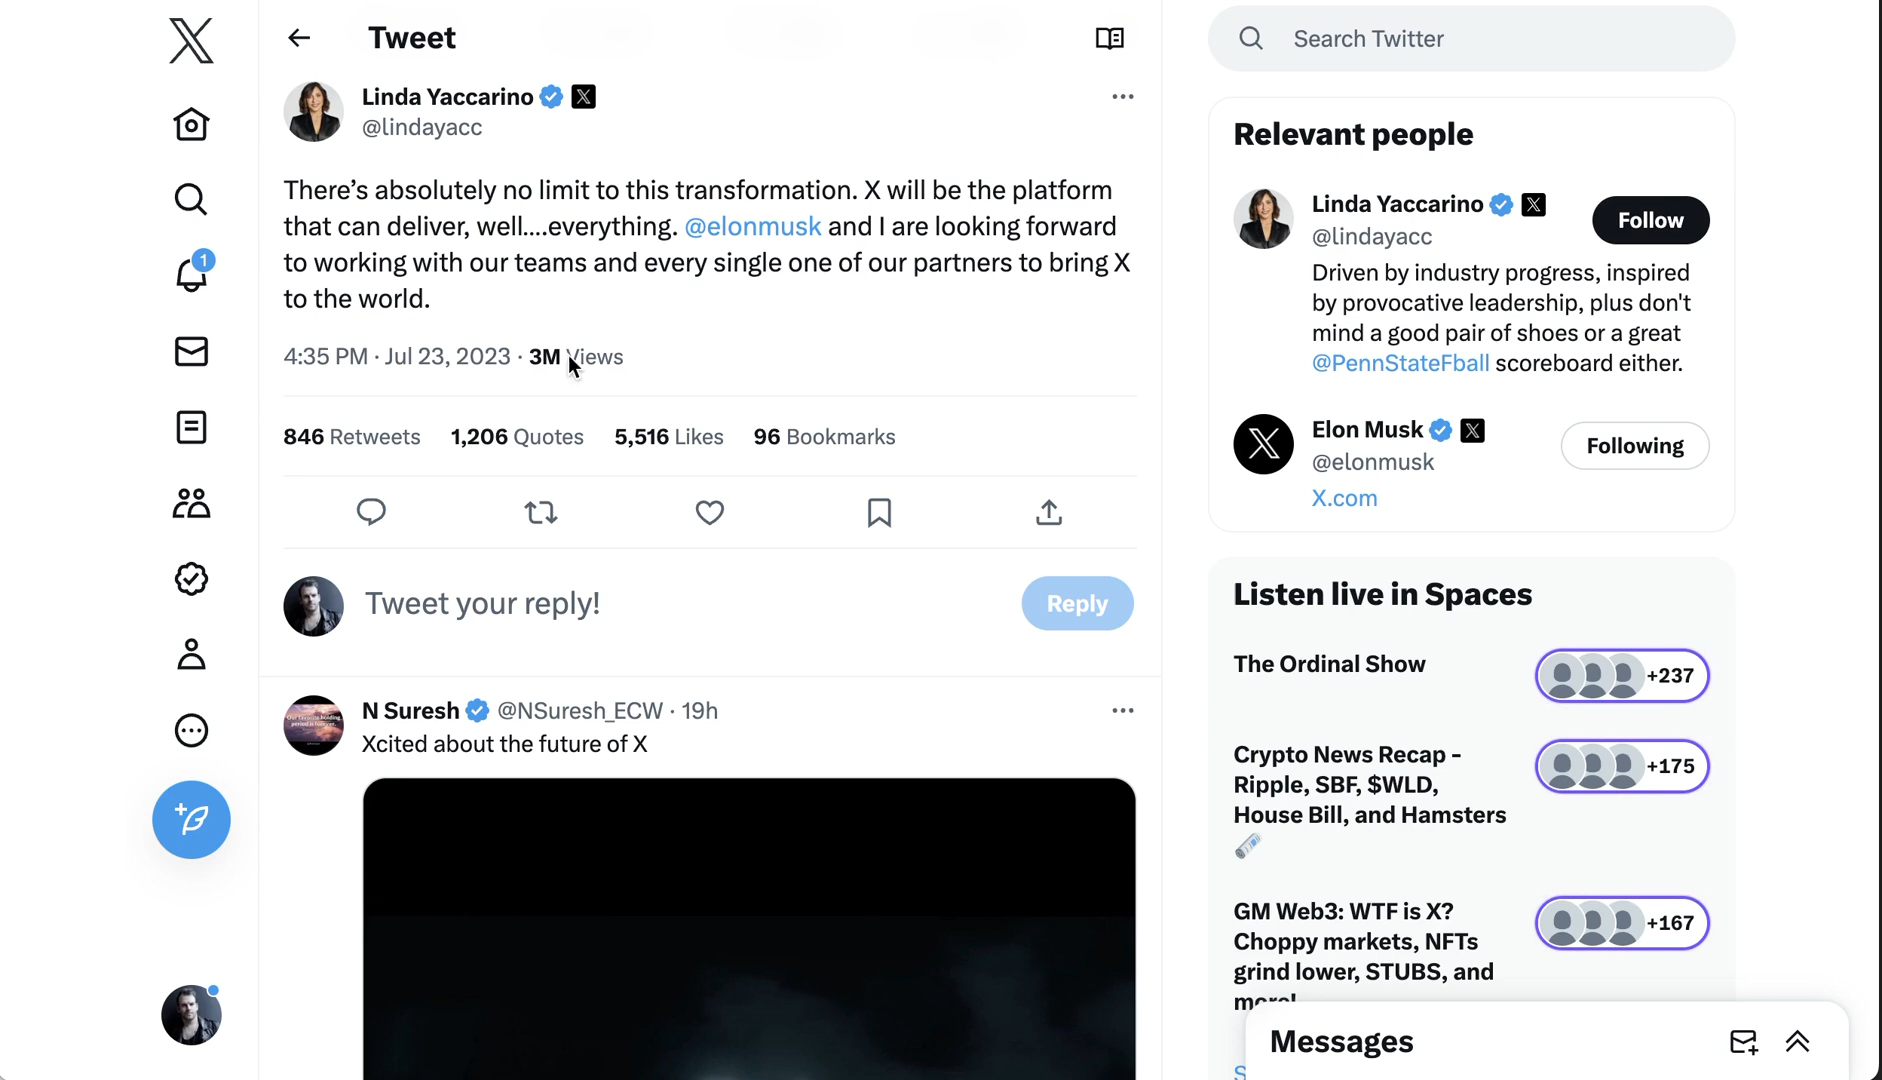 Tweet
Linda Yaccarino
@lindayacc
There’s absolutely no limit to this transformation. X will be the platform
that can deliver, well....everything. @elonmusk and I are looking forward
to working with our teams and every single one of our partners to bring X
to the world.
4:35 PM · Jul 23, 2023 · 3M Views
846 Retweets 1,206 Quotes 5,516 Likes 96 Bookmarks
Tweet your reply!
Reply
N Suresh @NSuresh_ECW · 19h
Xcited about the future of X
1
Search Twitter
Relevant people
Linda Yaccarino
@lindayacc
Follow
Driven by industry progress, inspired
by provocative leadership, plus don't
mind a good pair of shoes or a great
@PennStateFball scoreboard either.
Elon Musk
@elonmusk
Following
X.com
Listen live in Spaces
The Ordinal Show
+237
Crypto News Recap -
Ripple, SBF, $WLD,
House Bill, and Hamsters
+175
GM Web3: WTF is X?
Choppy markets, NFTs
grind lower, STUBS, and
more!
+167
Messages